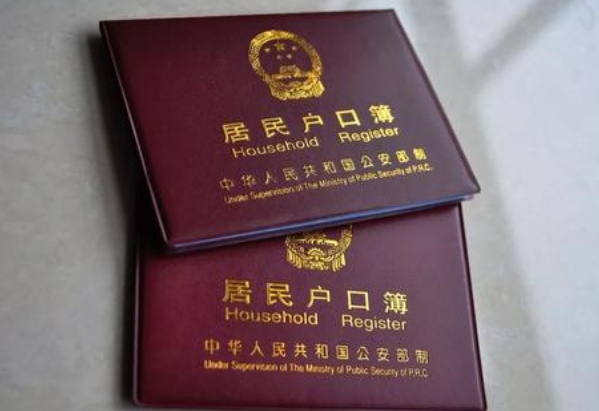 居民户口簿
Household Register
中华人民共和国公安部制
Under Supervision of The Ministry of Public Security of P.R.C.
居民户口簿
Household Register
中华人民共和国公安部制
Under Supervision of The Ministry of Public Security of P.R.C.